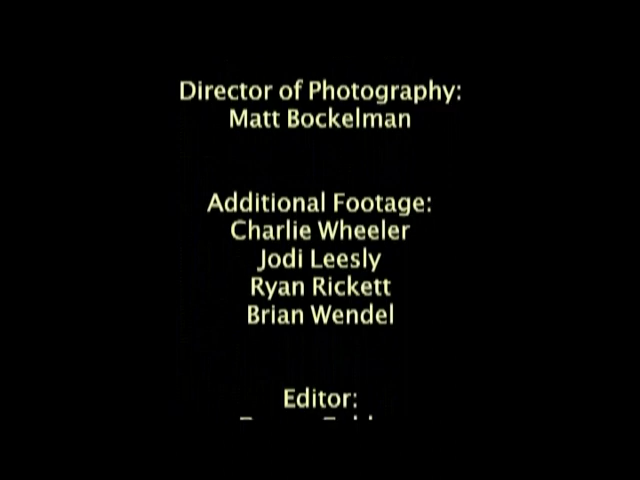 Director of Photography:
Matt Bockelman
Additional Footage:
Charlie Wheeler
Jodi Leesly
Ryan Rickett
Brian Wendel
Editor: